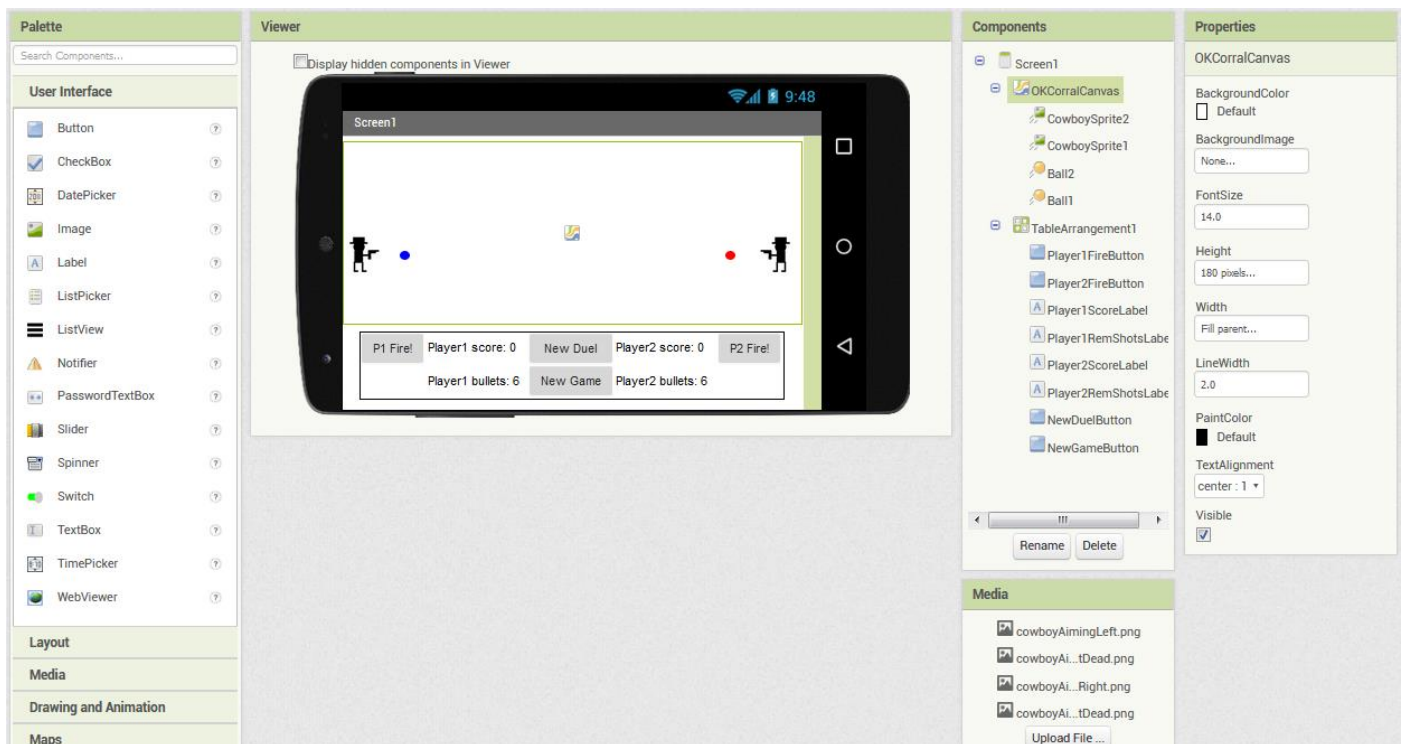 Palette
Search Components...
User Interface
Button
?
CheckBox
?
DatePicker
?
Image
?
Label
?
ListPicker
?
ListView
?
Notifier
?
PasswordTextBox
?
Slider
?
Spinner
?
Switch
?
TextBox
?
TimePicker
?
WebViewer
?
Layout
Media
Drawing and Animation
Maps
Viewer
Display hidden components in Viewer
9:48
Screen1
P1 Fire! Player1 score: 0 New Duel Player2 score: 0 P2 Fire!
Player1 bullets: 6 New Game Player2 bullets: 6
Components
Screen1
OKCorralCanvas
CowboySprite2
CowboySprite1
Ball2
Ball1
TableArrangement1
Player1FireButton
Player2FireButton
Player1ScoreLabel
Player1RemShotsLabe
Player2ScoreLabel
Player2RemShotsLabe
NewDuelButton
NewGameButton
Rename Delete
Media
cowboyAimingLeft.png
cowboyAi...tDead.png
cowboyAi...Right.png
cowboyAi...tDead.png
Upload File ...
Properties
OKCorralCanvas
BackgroundColor
Default
BackgroundImage
None...
FontSize
14.0
Height
180 pixels...
Width
Fill parent...
LineWidth
2.0
PaintColor
Default
TextAlignment
center : 1
Visible